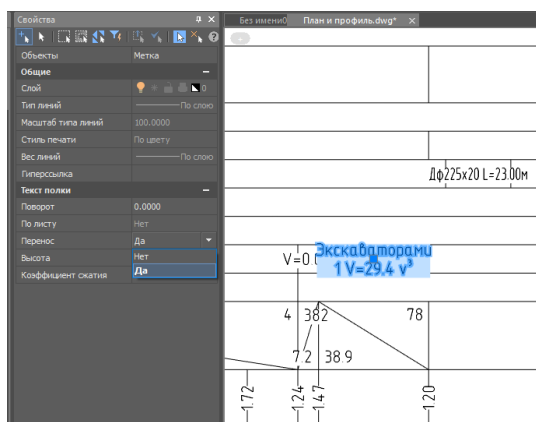 Свойства
Объекты Метка
Общие
Слой 0
Тип линий По слою
Масштаб типа линий 100.0000
Стиль печати По цвету
Вес линий По слою
Гиперссылка
Текст полки
Поворот 0.0000
По листу Нет
Перенос Да
Высота Нет
Да
Коэффициент сжатия
Без имени0 План и профиль.dwg*
Дф225х20 L=23.00м
V=0.
Экскаваторами
1 V=29.4 v³
4 382 78
7.2 38.9
1.72 1.24 1.47 1.20